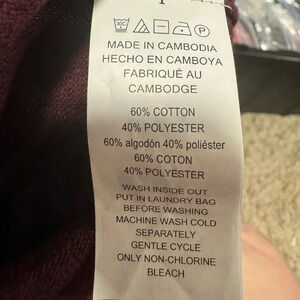 MADE IN CAMBODIA
HECHO EN CAMBOYA
FABRIQUÉ AU
CAMBODGE
60% COTTON
40% POLYESTER
60% algodón 40% poliéster
60% COTON
40% POLYESTER
WASH INSIDE OUT
PUT IN LAUNDRY BAG
BEFORE WASHING
MACHINE WASH COLD
SEPARATELY
GENTLE CYCLE
ONLY NON-CHLORINE
BLEACH